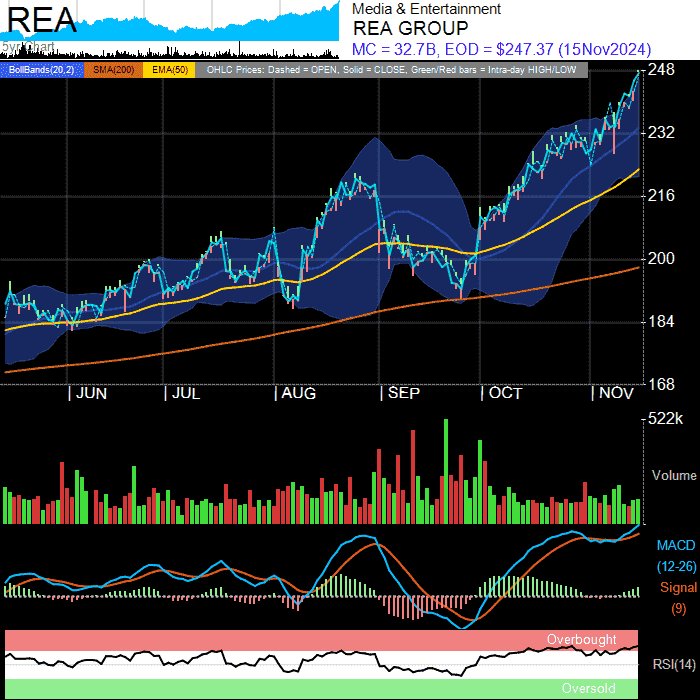 REA
Media & Entertainment
REA GROUP
MC = 32.7B, EOD = $247.37 (15Nov2024)
BollBands(20,2) SMA(200) EMA(50) OHLC Prices: Dashed = OPEN, Solid = CLOSE, Green/Red bars = Intra-day HIGH/LOW
248
232
216
200
184
168
| JUN | JUL | AUG | SEP | OCT | NOV
522k
Volume
MACD
(12-26)
Signal
(9)
Overbought
RSI(14)
Oversold